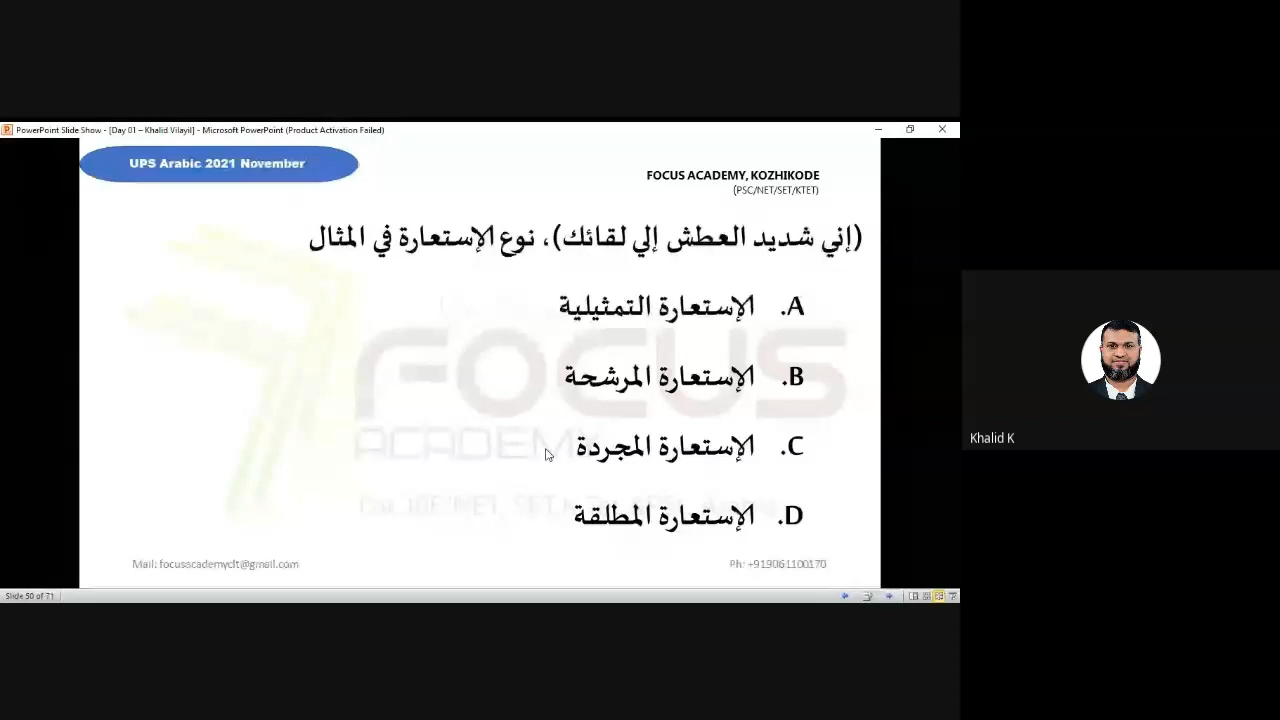 PowerPoint Slide Show - [Day 01 – Khalid Vilayil] - Microsoft PowerPoint (Product Activation Failed)
UPS Arabic 2021 November
FOCUS ACADEMY, KOZHIKODE
(PSC/NET/SET/KTET)
(إني شديد العطش إلي لقائك)، نوع الإستعارة في المثال
A. الإستعارة التمثيلية
B. الإستعارة المرشحة
C. الإستعارة المجردة
D. الإستعارة المطلقة
FOCUS
ACADEMY
Mail: focusacademyclt@gmail.com
Ph: +919061100170
Slide 50 of 71
Khalid K